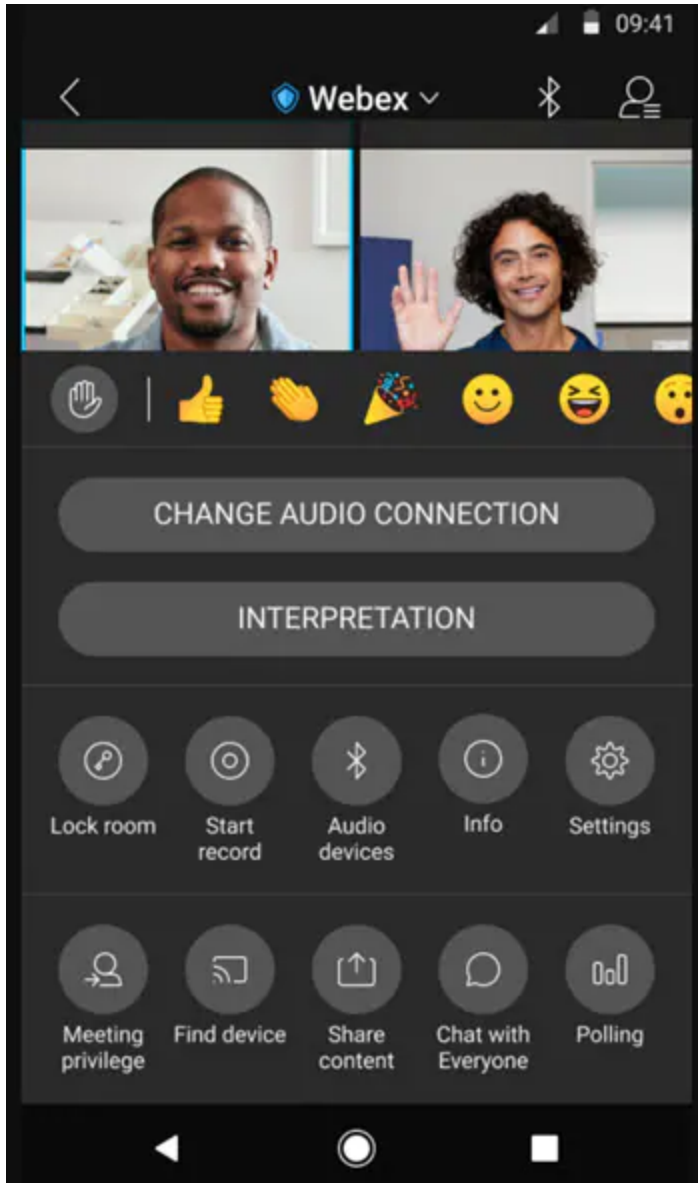 09:41
Webex
CHANGE AUDIO CONNECTION
INTERPRETATION
Lock room
Start
record
Audio
devices
Info
Settings
Meeting
privilege
Find device
Share
content
Chat with
Everyone
Polling